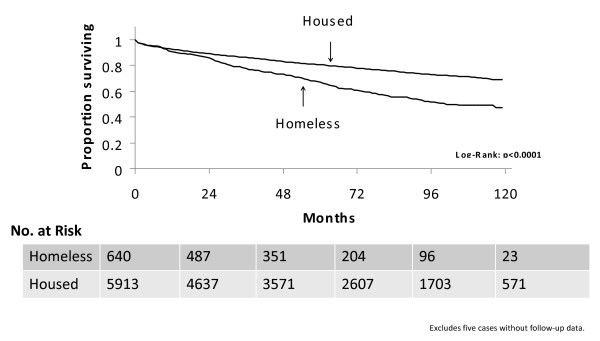 Housed
1
0.8
0.6
0.4
0.2
0
Proportion surviving
Homeless
Log-Rank: p<0.0001
0 24 48 72 96 120
Months
No. at Risk
Homeless 640 487 351 204 96 23
Housed 5913 4637 3571 2607 1703 571
Excludes five cases without follow-up data.